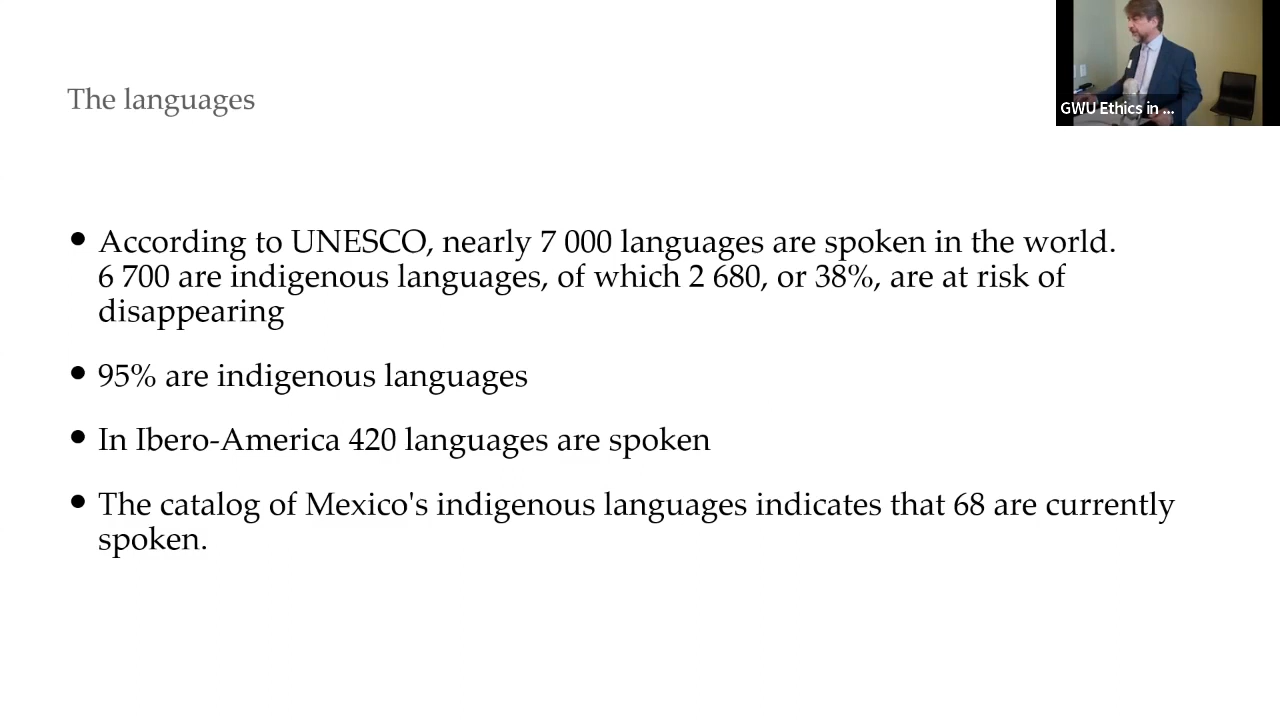 The languages
GWU Ethics in ...
• According to UNESCO, nearly 7 000 languages are spoken in the world.
6 700 are indigenous languages, of which 2 680, or 38%, are at risk of
disappearing
• 95% are indigenous languages
• In Ibero-America 420 languages are spoken
• The catalog of Mexico's indigenous languages indicates that 68 are currently
spoken.